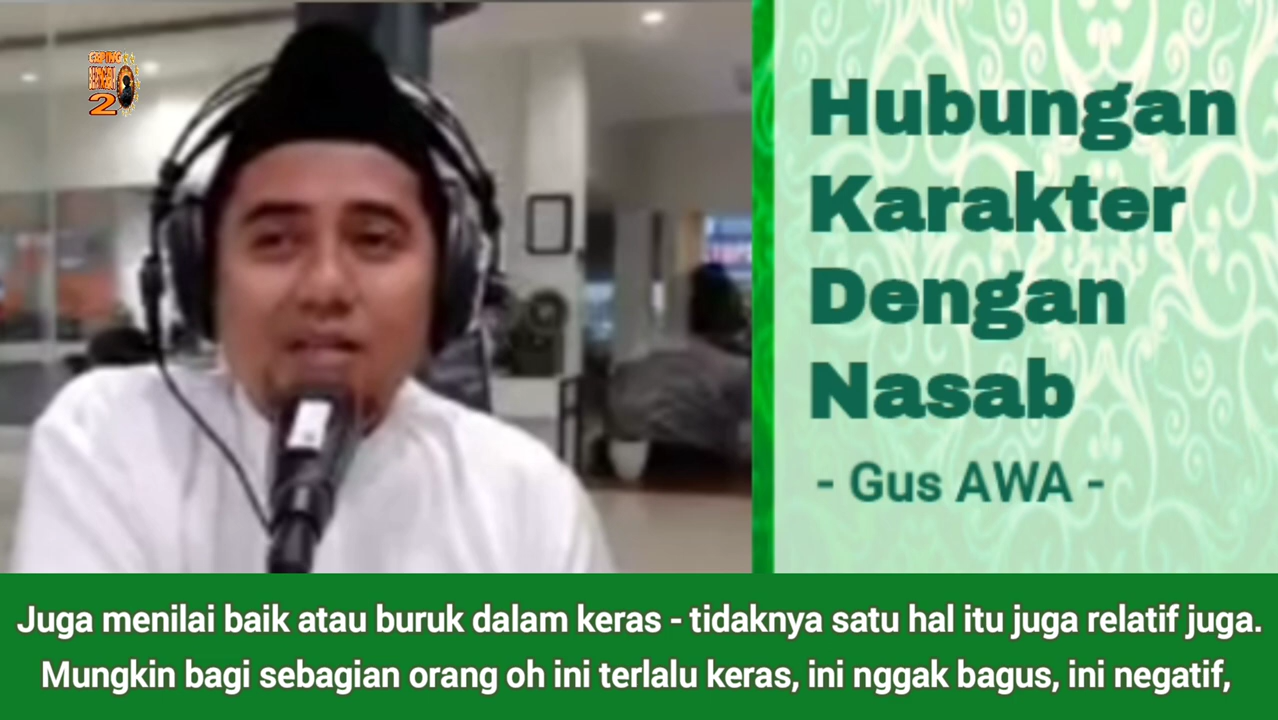 2
Hubungan
Karakter
Dengan
Nasab
- Gus AWA -
Juga menilai baik atau buruk dalam keras - tidaknya satu hal itu juga relatif juga.
Mungkin bagi sebagian orang oh ini terlalu keras, ini nggak bagus, ini negatif,